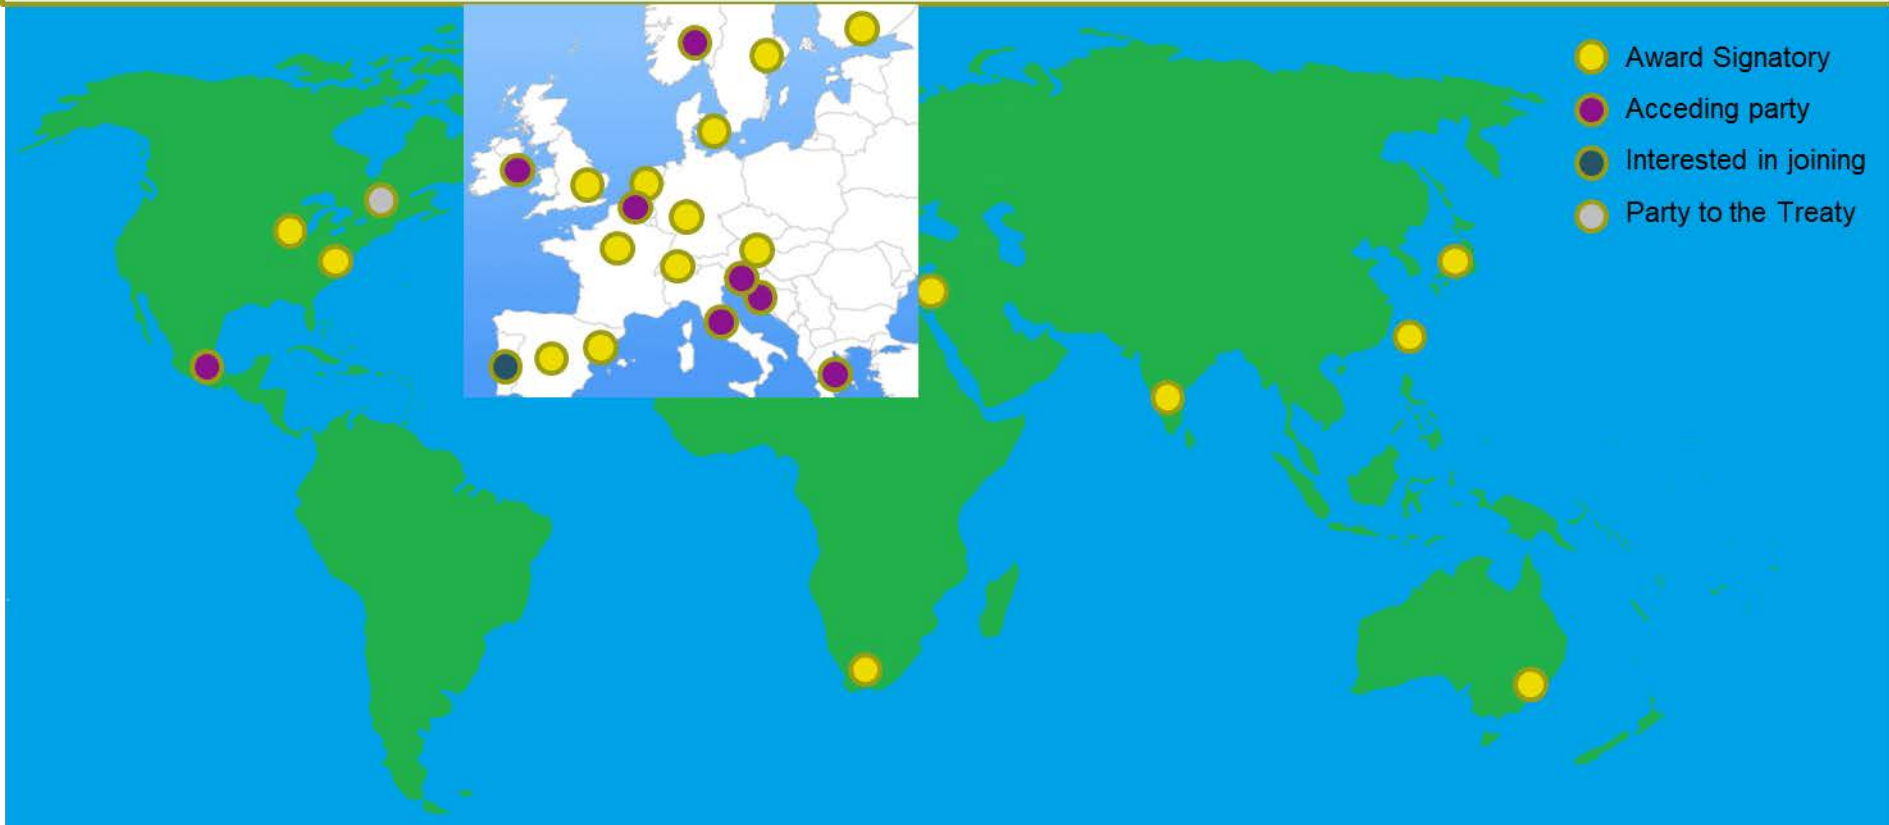 Award Signatory
Acceding party
Interested in joining
Party to the Treaty